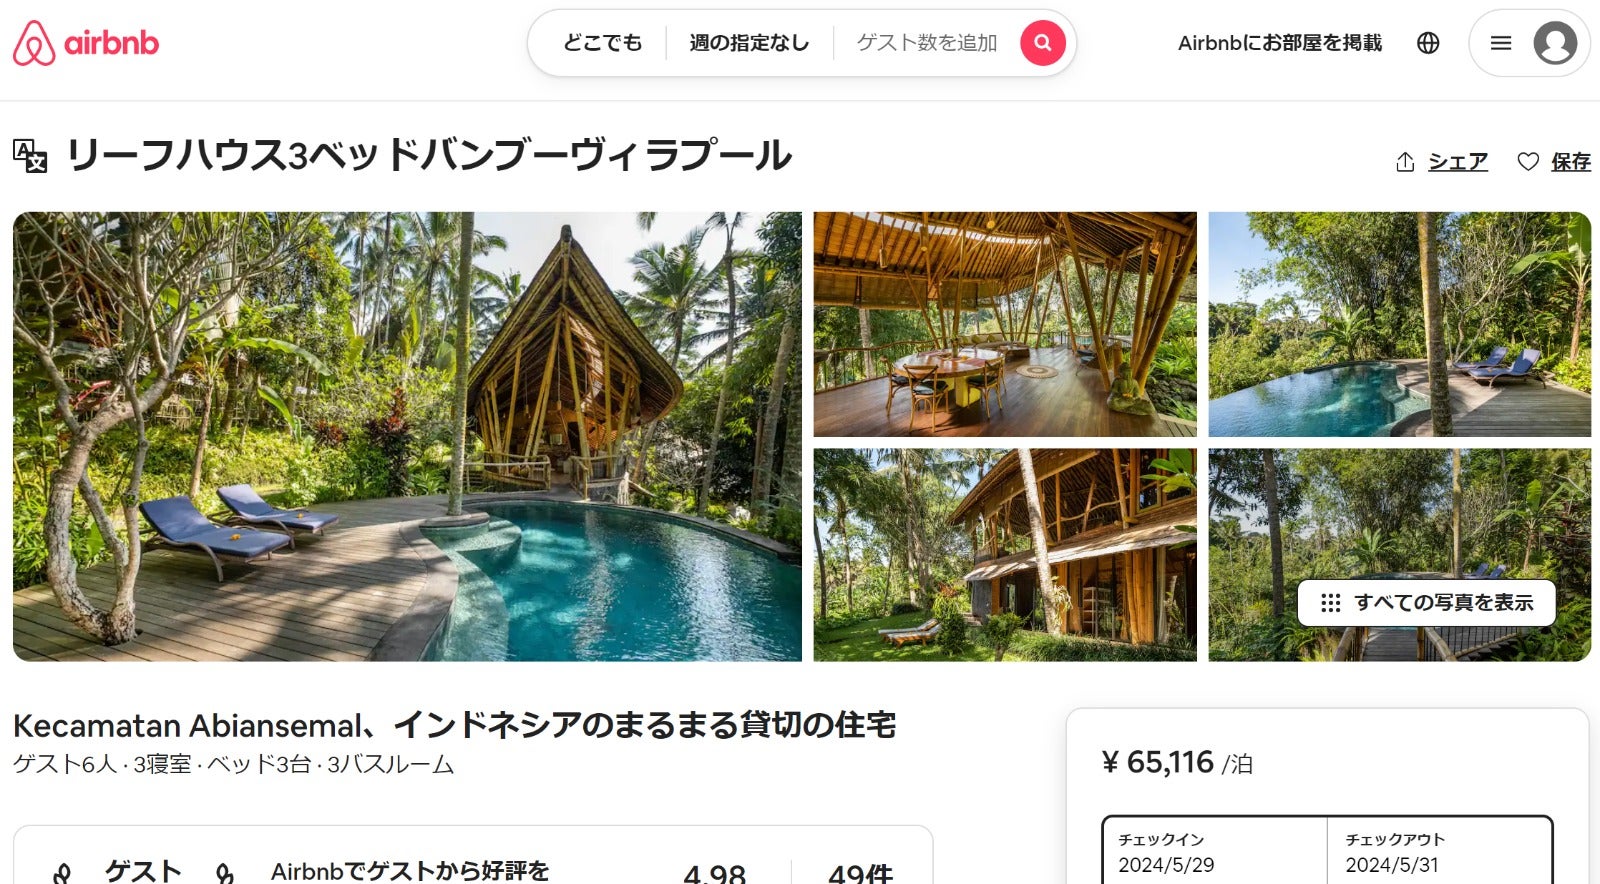 airbnb
どこでも
週の指定なし
ゲスト数を追加
Airbnbにお部屋を掲載
リーフハウス3ベッドバンブーヴィラプール
シェア
保存
すべての写真を表示
Kecamatan Abiansemal、インドネシアのまるまる貸切の住宅
ゲスト6人 · 3寝室 · ベッド3台 · 3バスルーム
¥ 65,116 /泊
チェックイン
2024/5/29
チェックアウト
2024/5/31
ゲスト
Airbnbでゲストから好評を
4.98
49件